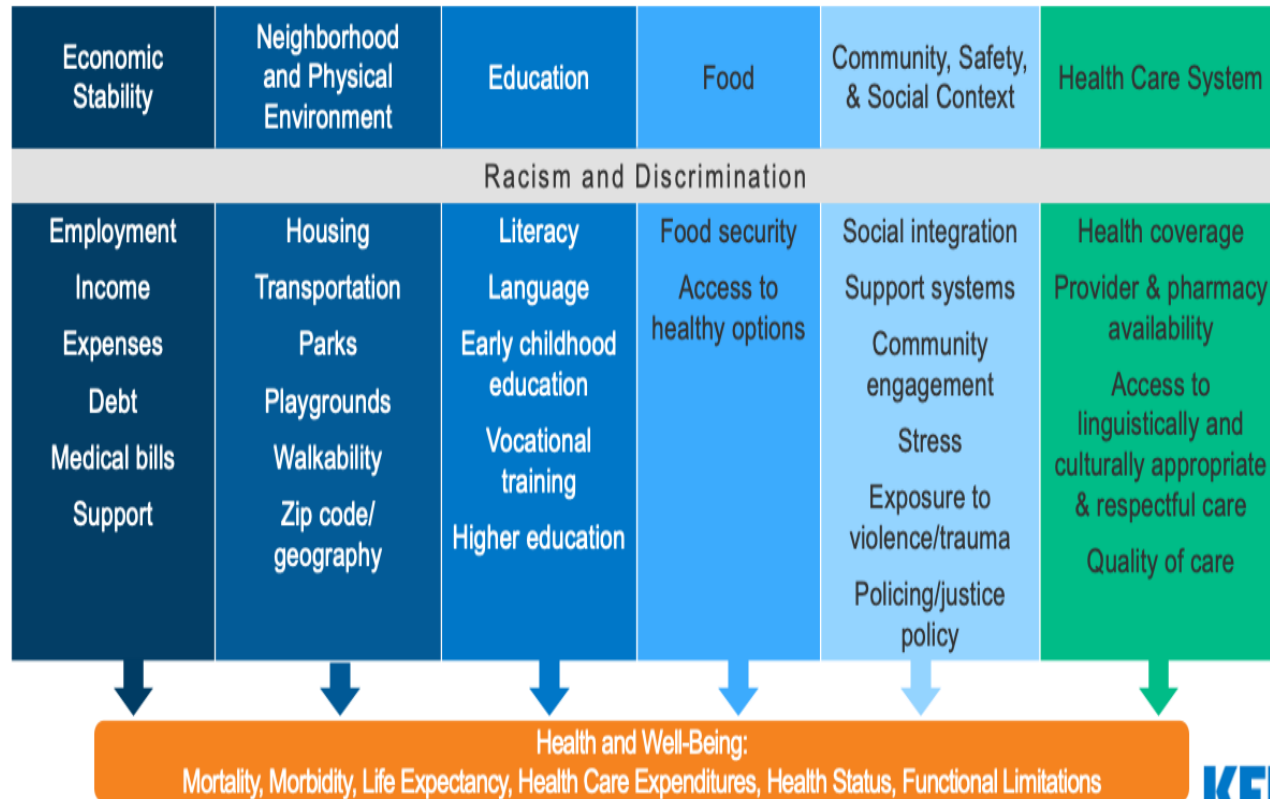 Economic
Stability
Neighborhood
and Physical
Environment
Education
Food
Community, Safety,
& Social Context
Health Care System
Racism and Discrimination
Employment
Income
Expenses
Debt
Medical bills
Support
Housing
Transportation
Parks
Playgrounds
Walkability
Zip code/
geography
Literacy
Language
Early childhood
education
Vocational
training
Higher education
Food security
Access to
healthy options
Social integration
Support systems
Community
engagement
Stress
Exposure to
violence/trauma
Policing/justice
policy
Health coverage
Provider & pharmacy
availability
Access to
linguistically and
culturally appropriate
& respectful care
Quality of care
Health and Well-Being:
Mortality, Morbidity, Life Expectancy, Health Care Expenditures, Health Status, Functional Limitations